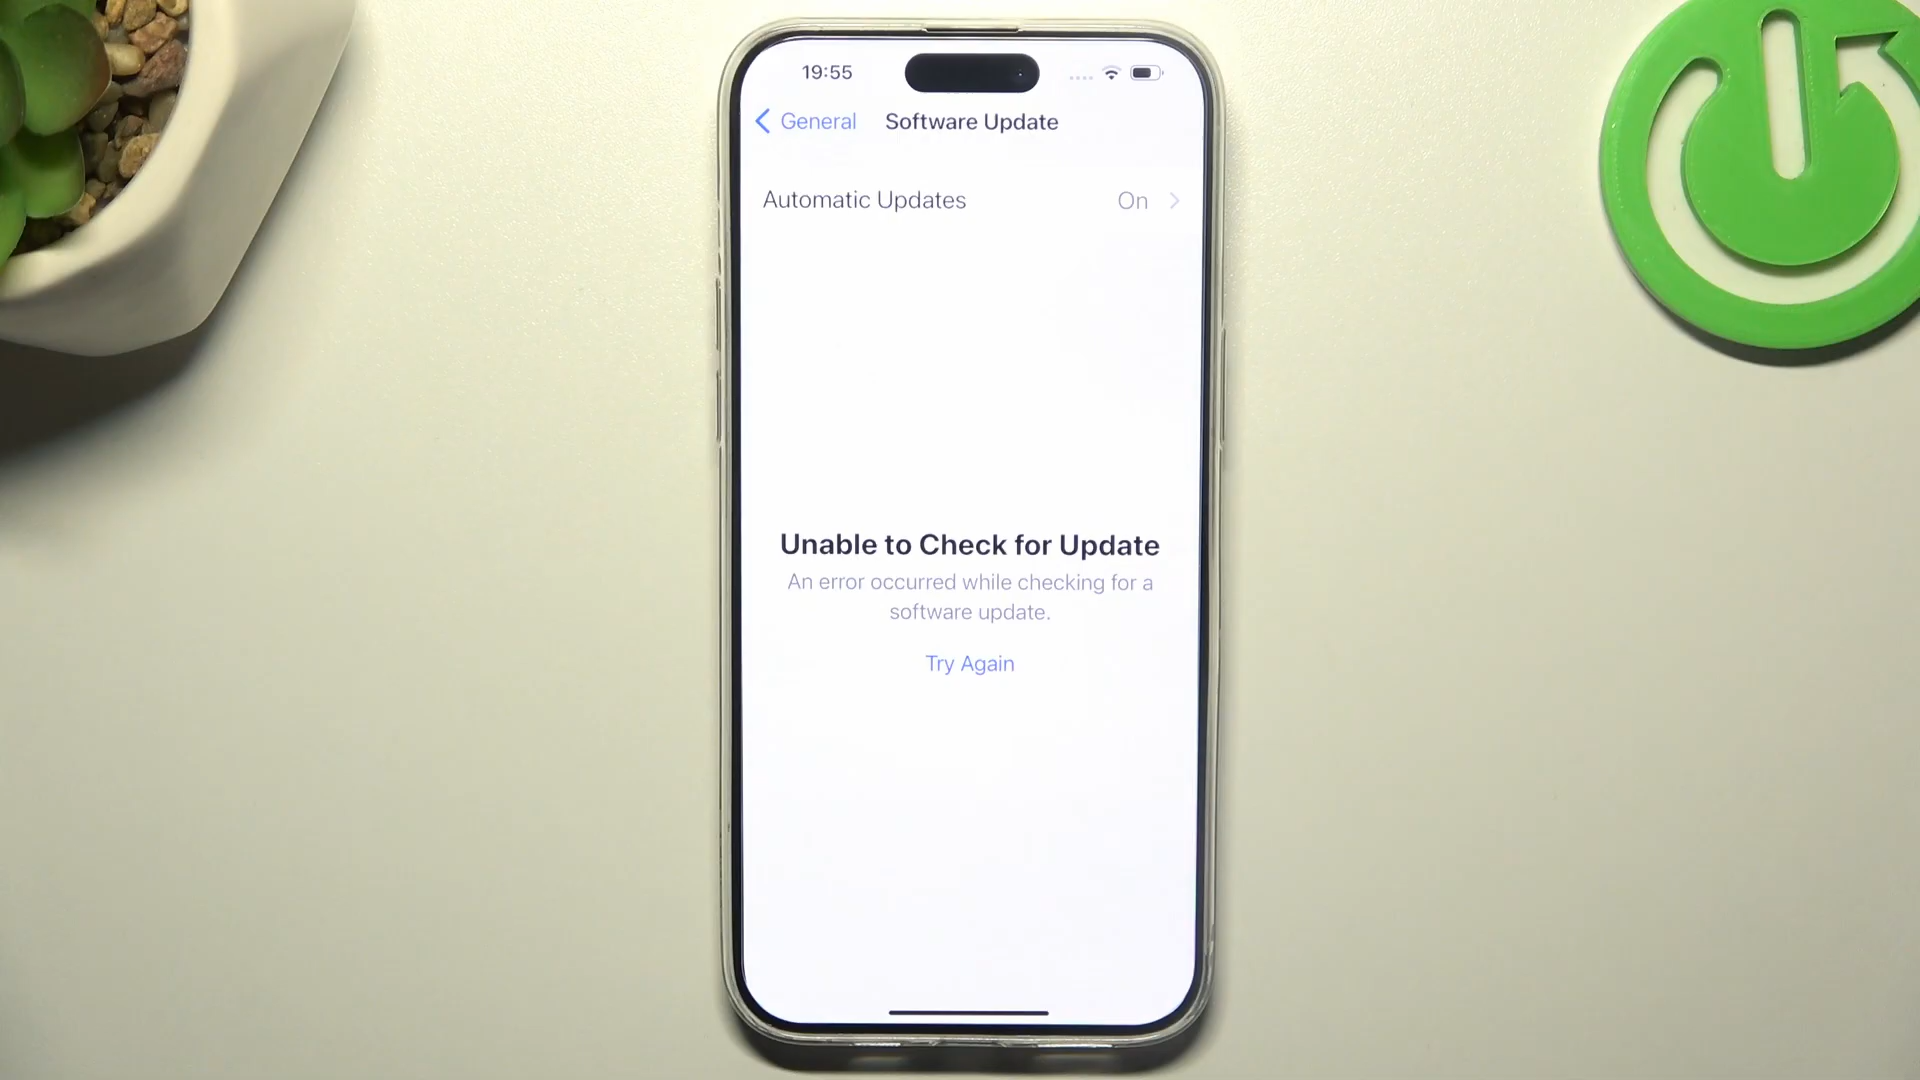 19:55
General
Software Update
Automatic Updates On
Unable to Check for Update
An error occurred while checking for a
software update.
Try Again